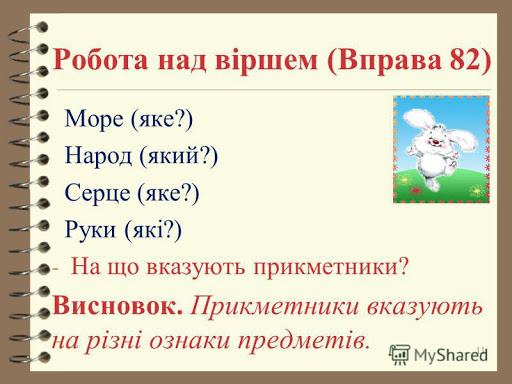 Робота над віршем (Вправа 82)
Море (яке?)
Народ (який?)
Серце (яке?)
Руки (які?)
- На що вказують прикметники?
Висновок. Прикметники вказують
на різні ознаки предметів.
11
MyShared